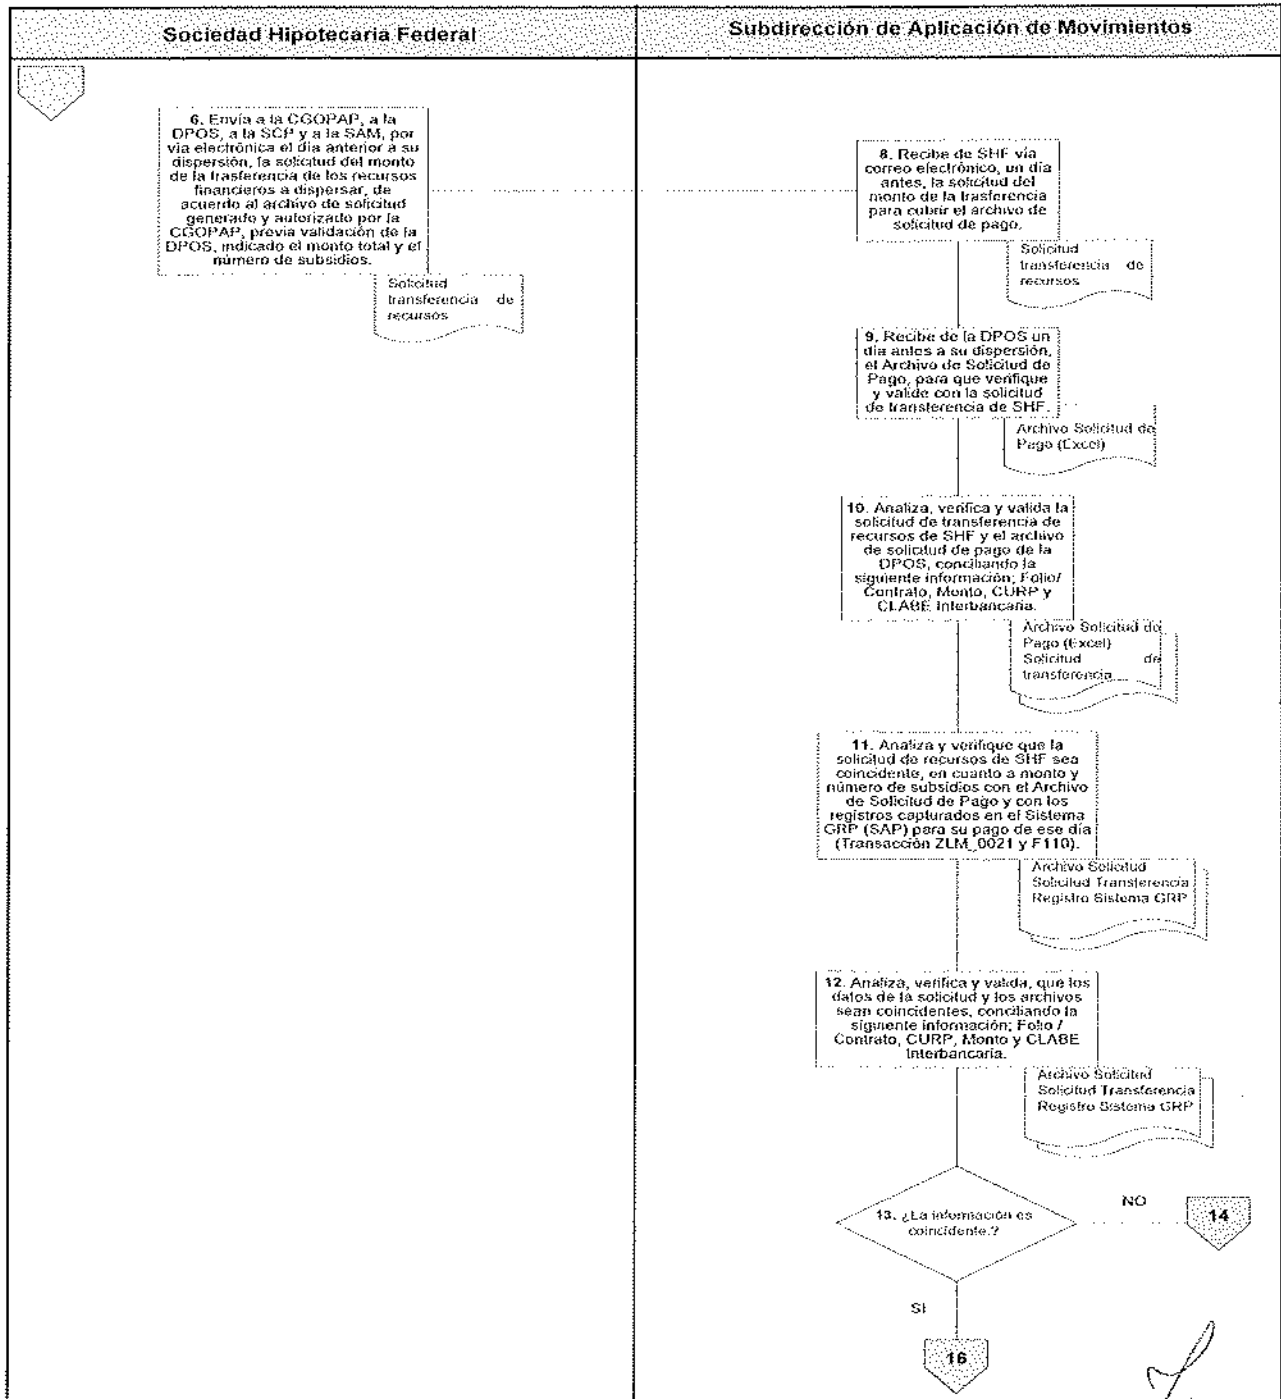 Sociedad Hipotecaria Federal
Subdirección de Aplicación de Movimientos
6. Envía a la CGOPAP, a la
DPOS, a la SCP y a la SAM, por
vía electrónica el día anterior a su
dispersión, la solicitud del monto
de la trasferencia de los recursos
financieros a dispersar, de
acuerdo al archivo de solicitud
generado y autorizado por la
CGOPAP, previa validación de la
DPOS, indicado el monto total y el
número de subsidios.
Solicitud
transferencia de
recursos
8. Recibe de SHF vía
correo electrónico, un día
antes, la solicitud del
monto de la trasferencia
para cubrir el archivo de
solicitud de pago.
Solicitud
transferencia de
recursos
9. Recibe de la DPOS un
día antes a su dispersión,
el Archivo de Solicitud de
Pago, para que verifique
y valide con la solicitud
de transferencia de SHF.
Archivo Solicitud de
Pago (Excel)
10. Analiza, verifica y valida la
solicitud de transferencia de
recursos de SHF y el archivo
de solicitud de pago de la
DPOS, conciliando la
siguiente información; Folio/
Contrato, Monto, CURP y
CLABE Interbancaria.
Archivo Solicitud de
Pago (Excel)
Solicitud de
transferencia
11. Analiza y verifique que la
solicitud de recursos de SHF sea
coincidente, en cuanto a monto y
número de subsidios con el Archivo
de Solicitud de Pago y con los
registros capturados en el Sistema
GRP (SAP) para su pago de ese día
(Transacción ZLM_0021 y F110).
Archivo Solicitud
Solicitud Transferencia
Registro Sistema GRP
12. Analiza, verifica y valida, que los
datos de la solicitud y los archivos
sean coincidentes, conciliando la
siguiente información; Folio /
Contrato, CURP, Monto y CLABE
Interbancaria.
Archivo Solicitud
Solicitud Transferencia
Registro Sistema GRP
13. ¿La información es
coincidente.?
NO
14
SI
16